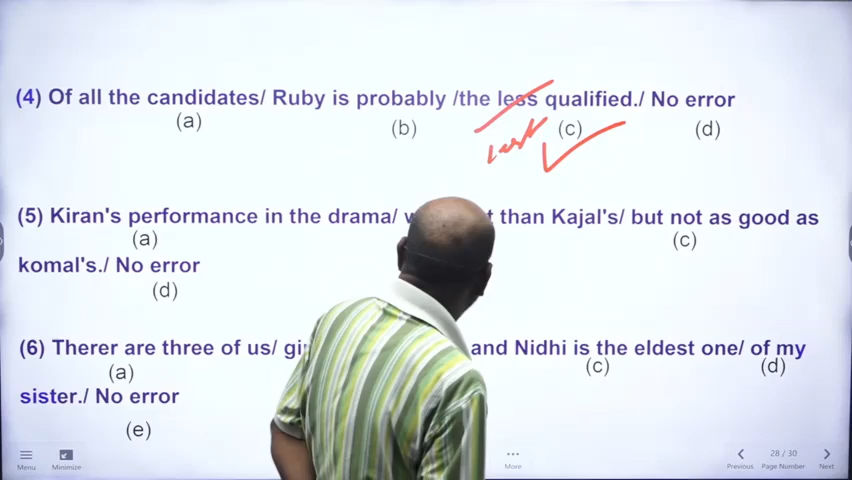 (4) Of all the candidates/ Ruby is probably /the less qualified./ No error
(a) (b) (c) (d)
least
(5) Kiran's performance in the drama/ than Kajal's/ but not as good as
(a) (c)
komal's./ No error
(d)
(6) Therer are three of us/ and Nidhi is the eldest one/ of my
(a) (c) (d)
sister./ No error
(e)
Menu Minimize More Previous 28 / 30 Page Number Next